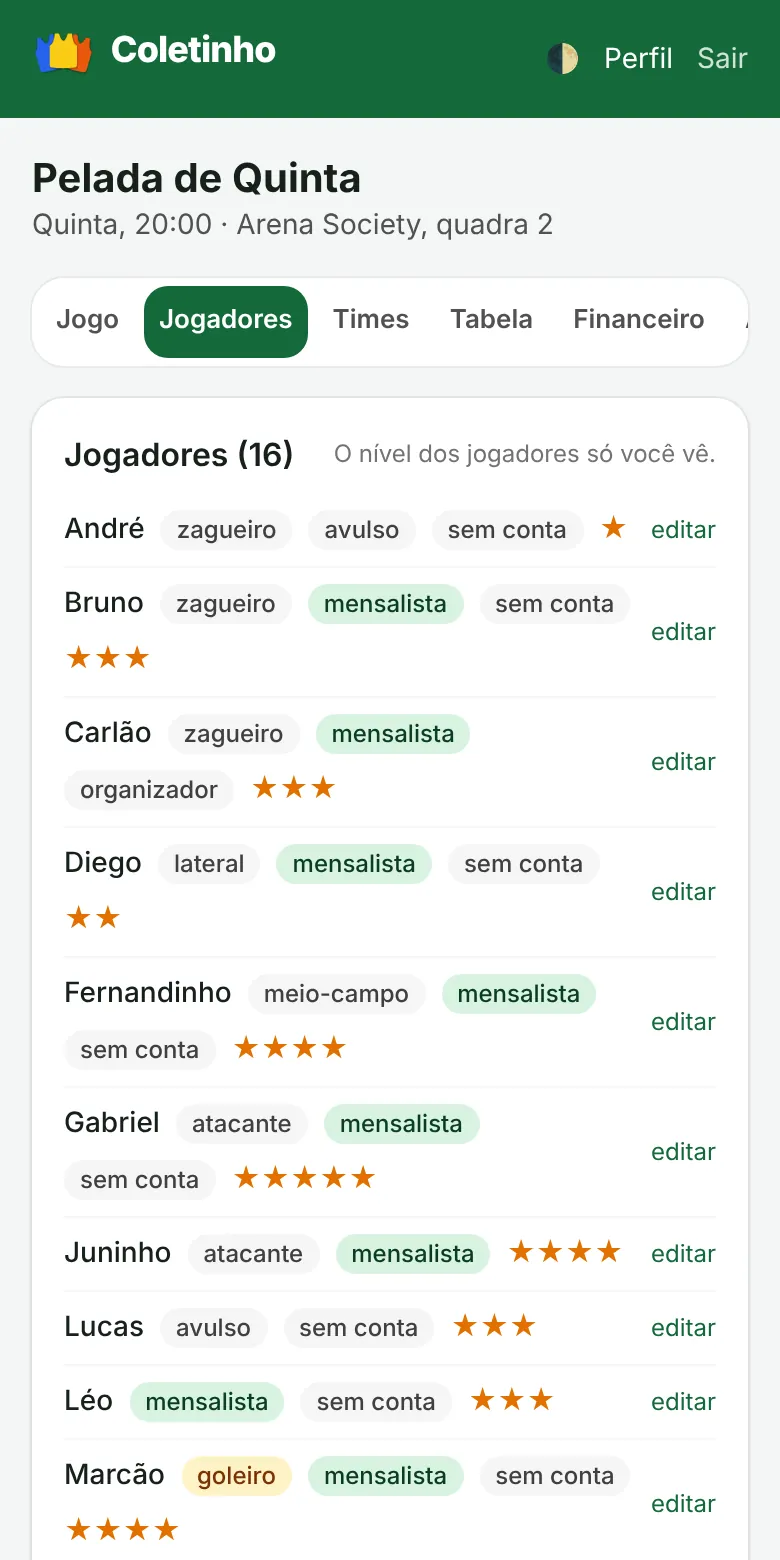 Coletinho
Perfil Sair
Pelada de Quinta
Quinta, 20:00 · Arena Society, quadra 2
Jogo Jogadores Times Tabela Financeiro
Jogadores (16) O nível dos jogadores só você vê.
André zagueiro avulso sem conta ★ editar
Bruno zagueiro mensalista sem conta
★★★ editar
Carlão zagueiro mensalista
organizador ★★★ editar
Diego lateral mensalista sem conta
★★ editar
Fernandinho meio-campo mensalista
sem conta ★★★★ editar
Gabriel atacante mensalista
sem conta ★★★★★ editar
Juninho atacante mensalista ★★★★ editar
Lucas avulso sem conta ★★★ editar
Léo mensalista sem conta ★★★ editar
Marcão goleiro mensalista sem conta
★★★★ editar